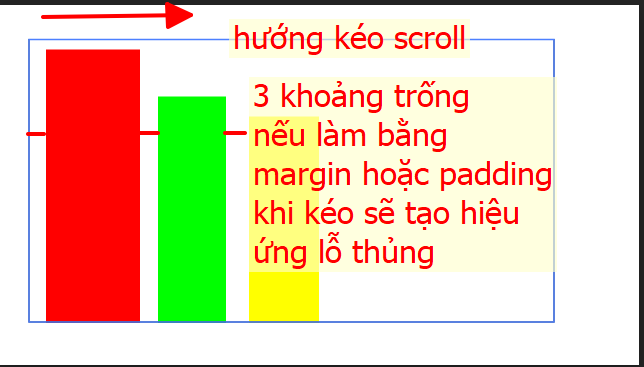 hướng kéo scroll
3 khoảng trống
nếu làm bằng
margin hoặc padding
khi kéo sẽ tạo hiệu
ứng lỗ thủng